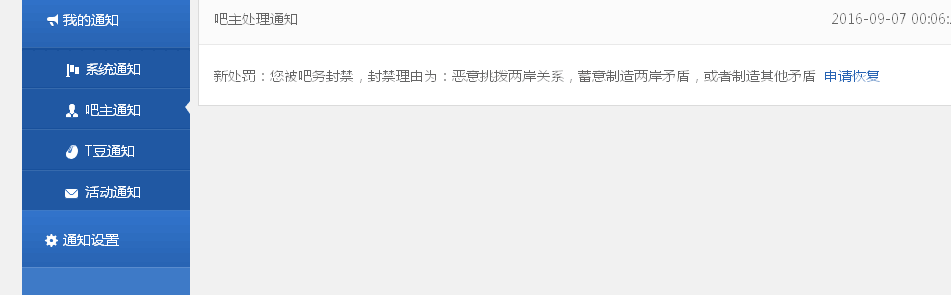 我的通知
系统通知
吧主通知
T豆通知
活动通知
通知设置
吧主处理通知 2016-09-07 00:06:
新处罚：您被吧务封禁，封禁理由为：恶意挑拨两岸关系，蓄意制造两岸矛盾，或者制造其他矛盾 申请恢复